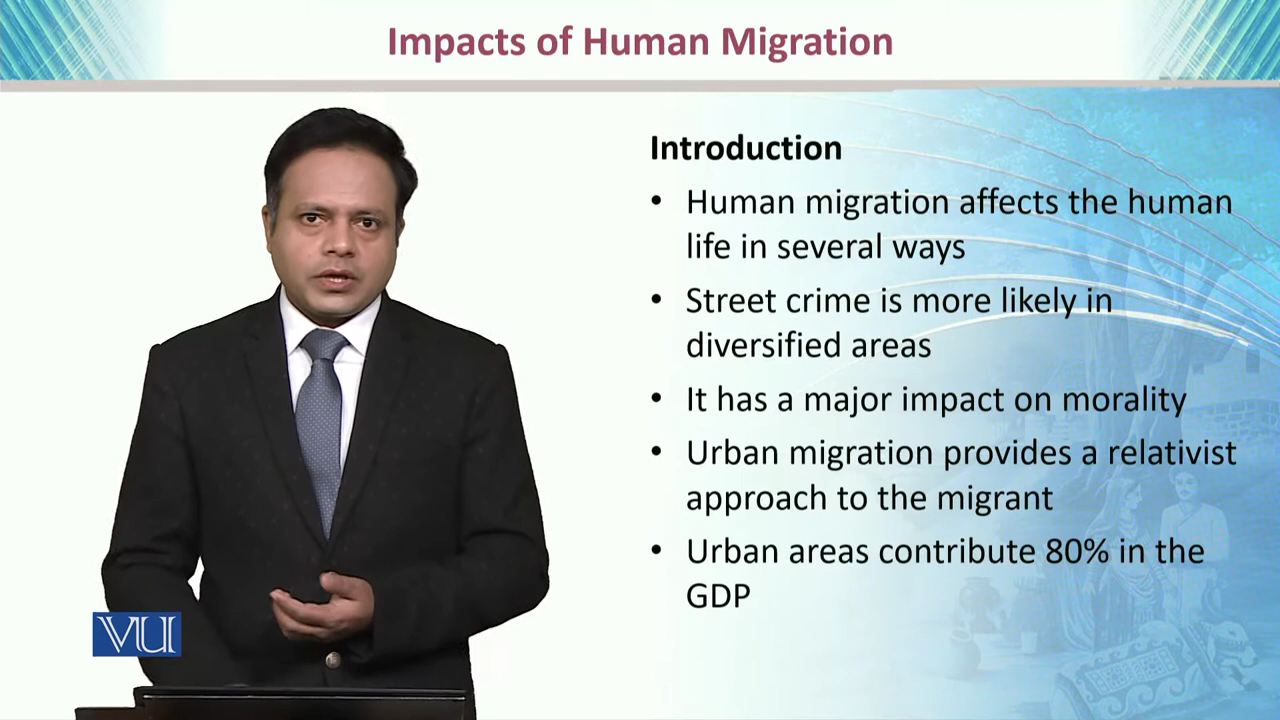 Impacts of Human Migration
Introduction
• Human migration affects the human
life in several ways
• Street crime is more likely in
diversified areas
• It has a major impact on morality
• Urban migration provides a relativist
approach to the migrant
• Urban areas contribute 80% in the
GDP
VU